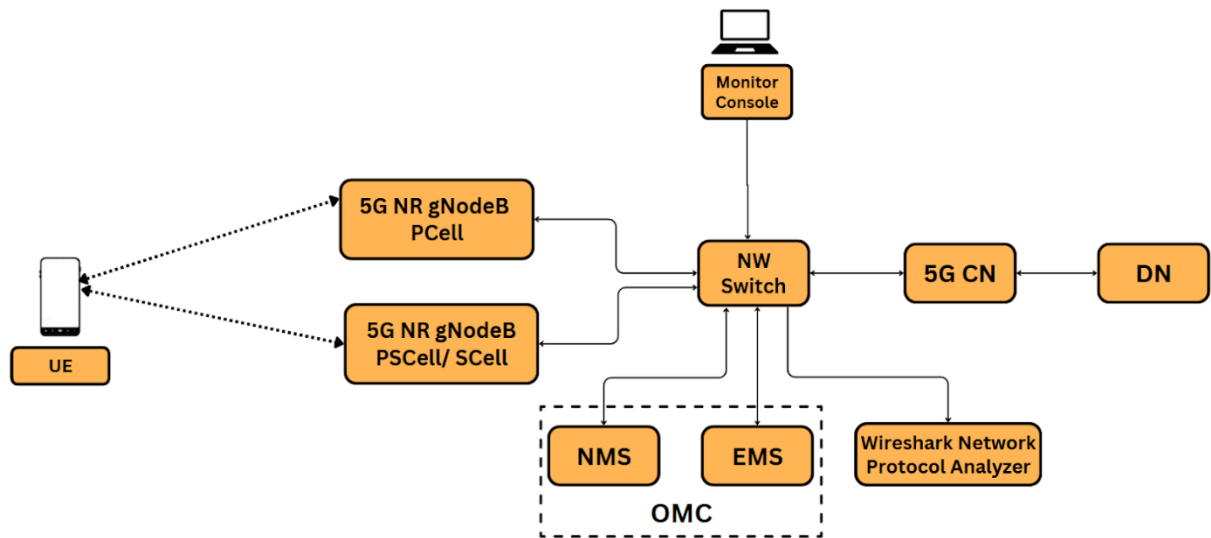 Monitor
Console
5G NR gNodeB
PCell
NW
Switch
5G CN
DN
5G NR gNodeB
PSCell/ SCell
UE
NMS
EMS
Wireshark Network
Protocol Analyzer
OMC